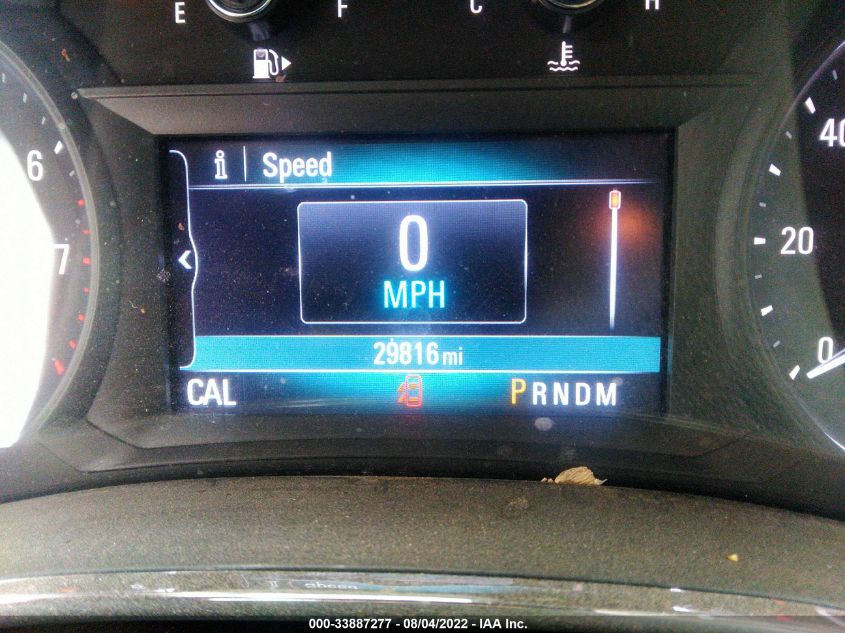 E F C H
6
7
i Speed
0
MPH
29816 mi
CAL
PRNDM
40
20
0
000-33887277 - 08/04/2022 - IAA Inc.